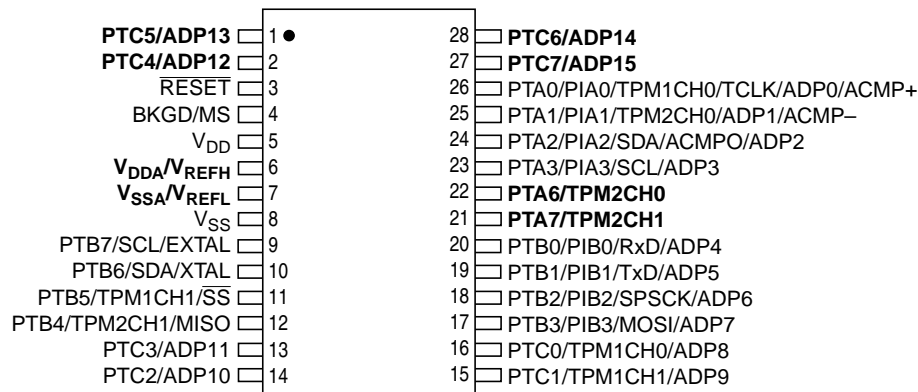 PTC5/ADP13 1 28 PTC6/ADP14
PTC4/ADP12 2 27 PTC7/ADP15
RESET 3 26 PTA0/PIA0/TPM1CH0/TCLK/ADP0/ACMP+
BKGD/MS 4 25 PTA1/PIA1/TPM2CH0/ADP1/ACMP–
VDD 5 24 PTA2/PIA2/SDA/ACMPO/ADP2
VDDA/VREFH 6 23 PTA3/PIA3/SCL/ADP3
VSSA/VREFL 7 22 PTA6/TPM2CH0
VSS 8 21 PTA7/TPM2CH1
PTB7/SCL/EXTAL 9 20 PTB0/PIB0/RxD/ADP4
PTB6/SDA/XTAL 10 19 PTB1/PIB1/TxD/ADP5
PTB5/TPM1CH1/SS 11 18 PTB2/PIB2/SPSCK/ADP6
PTB4/TPM2CH1/MISO 12 17 PTB3/PIB3/MOSI/ADP7
PTC3/ADP11 13 16 PTC0/TPM1CH0/ADP8
PTC2/ADP10 14 15 PTC1/TPM1CH1/ADP9